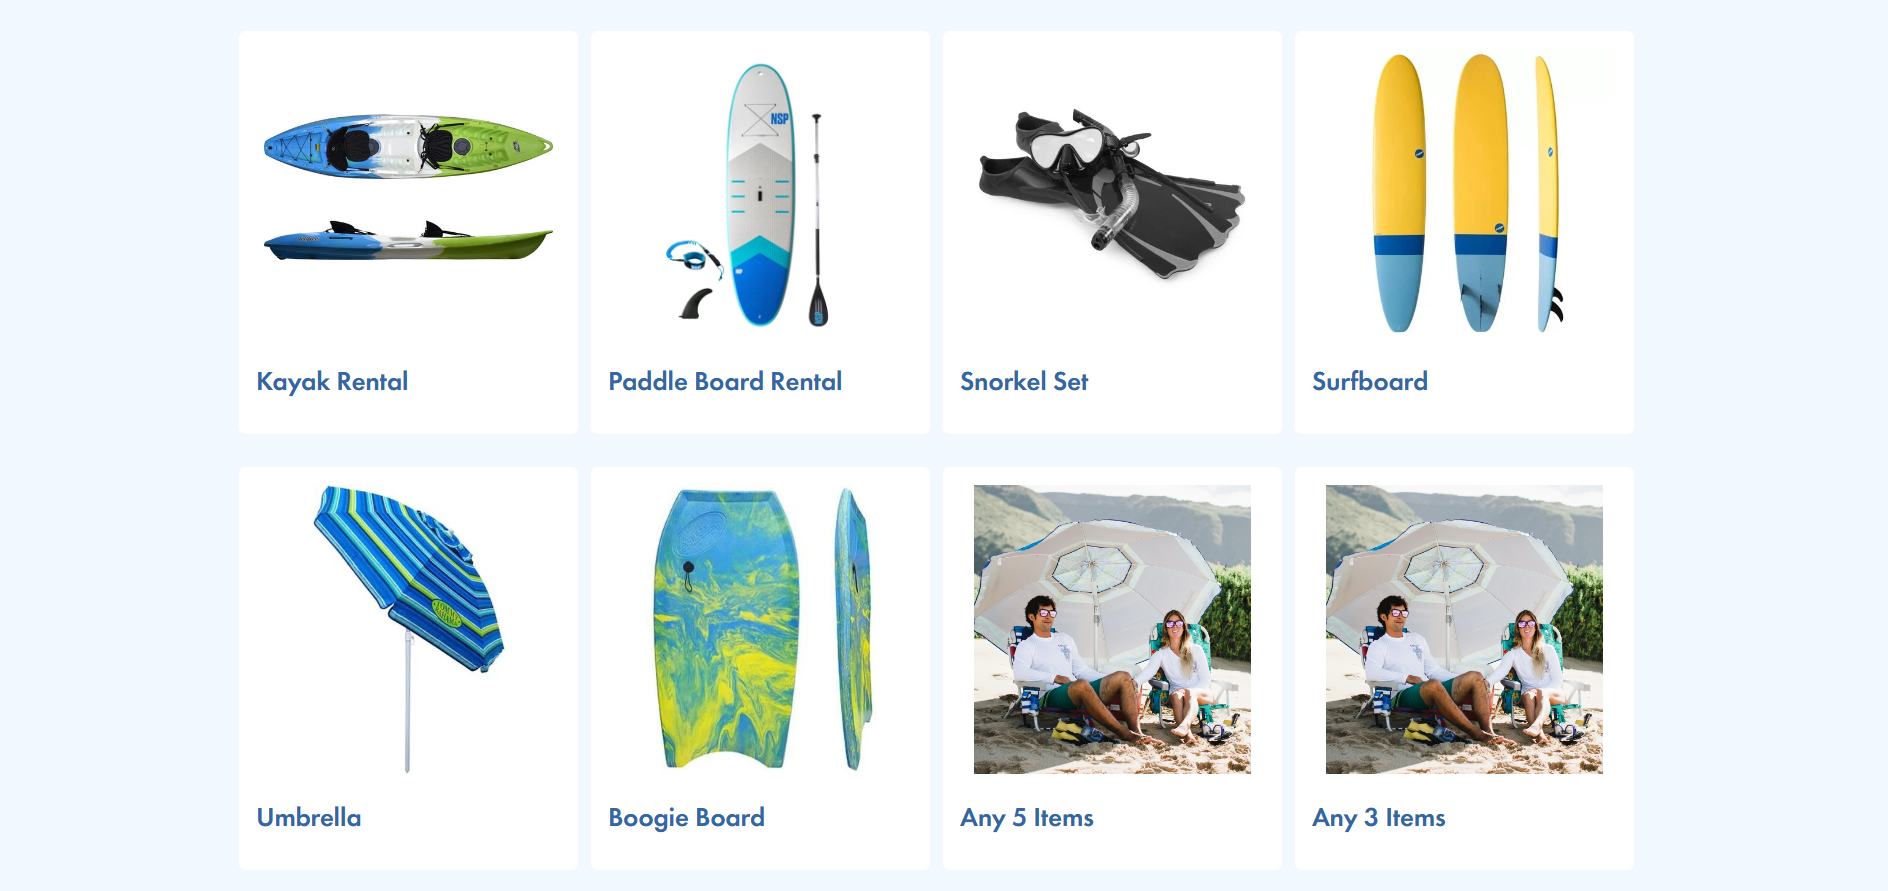 NSP
Kayak Rental
Paddle Board Rental
Snorkel Set
Surfboard
Umbrella
Boogie Board
Any 5 Items
Any 3 Items